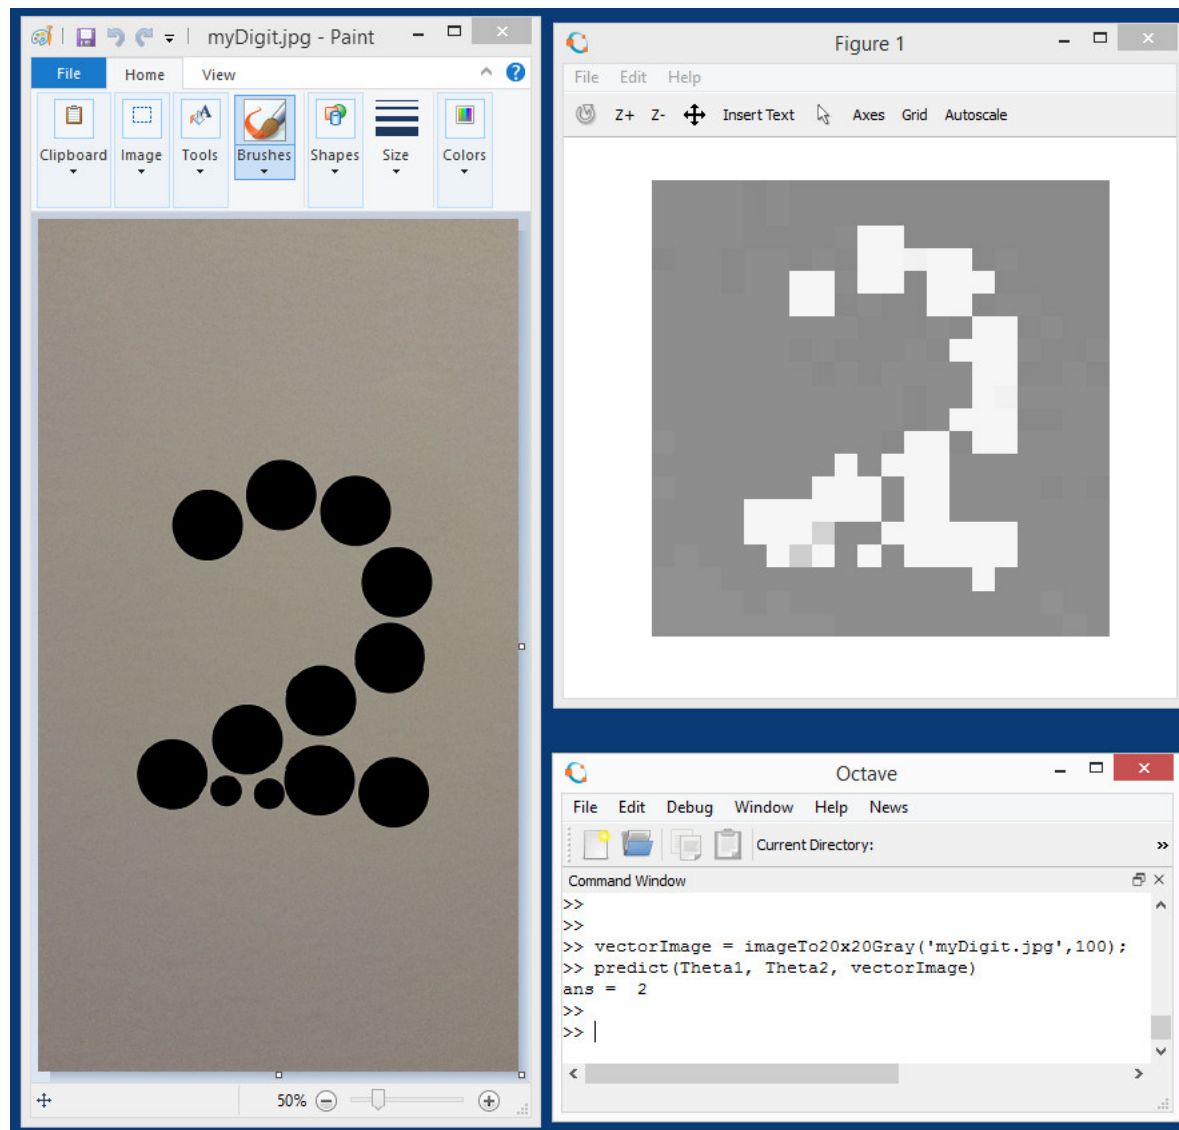 myDigit.jpg - Paint
File Home View
Clipboard Image Tools Brushes Shapes Size Colors
50%
Figure 1
File Edit Help
Z+ Z- Insert Text Axes Grid Autoscale
Octave
File Edit Debug Window Help News
Current Directory:
Command Window
>>
>>
>> vectorImage = imageTo20x20Gray('myDigit.jpg',100);
>> predict(Theta1, Theta2, vectorImage)
ans = 2
>>
>>